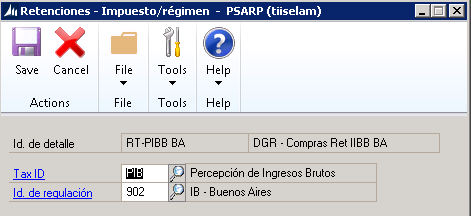 Retenciones - Impuesto/régimen - PSARP (tiiselam)
Save Cancel File Tools Help
Actions File Tools Help
Id. de detalle RT-PIBB BA DGR - Compras Ret IIBB BA
Tax ID PIB Percepción de Ingresos Brutos
Id. de regulación 902 IB - Buenos Aires